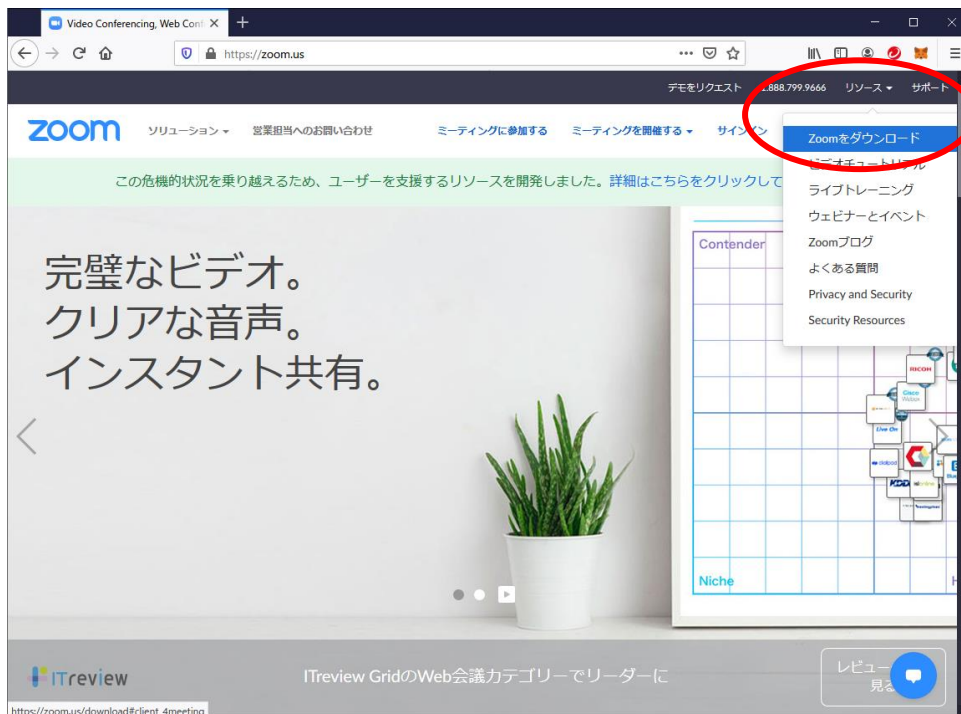 Video Conferencing, Web Conf
https://zoom.us
デモをリクエスト 1.888.799.9666 リソース サポート
zoom ソリューション 営業担当へのお問い合わせ ミーティングに参加する ミーティングを開催する サインイン
Zoomをダウンロード
ビデオチュートリアル
ライブトレーニング
ウェビナーとイベント
Zoomブログ
よくある質問
Privacy and Security
Security Resources
この危機的状況を乗り越えるため、ユーザーを支援するリソースを開発しました。詳細はこちらをクリックして
完璧なビデオ。
クリアな音声。
インスタント共有。
Contender
RICOH
Cisco
Webex
Live On
dialpad
KDDI
Niche
ITreview
ITreview GridのWeb会議カテゴリーでリーダーに
レビュー
見る
https://zoom.us/download#client_4meeting